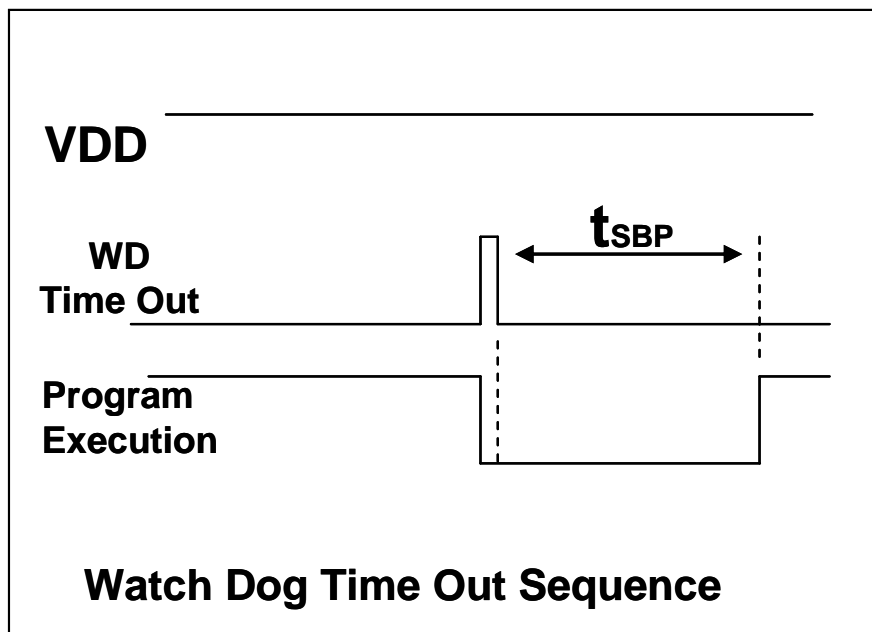 VDD
tSBP
WD
Time Out
Program
Execution
Watch Dog Time Out Sequence